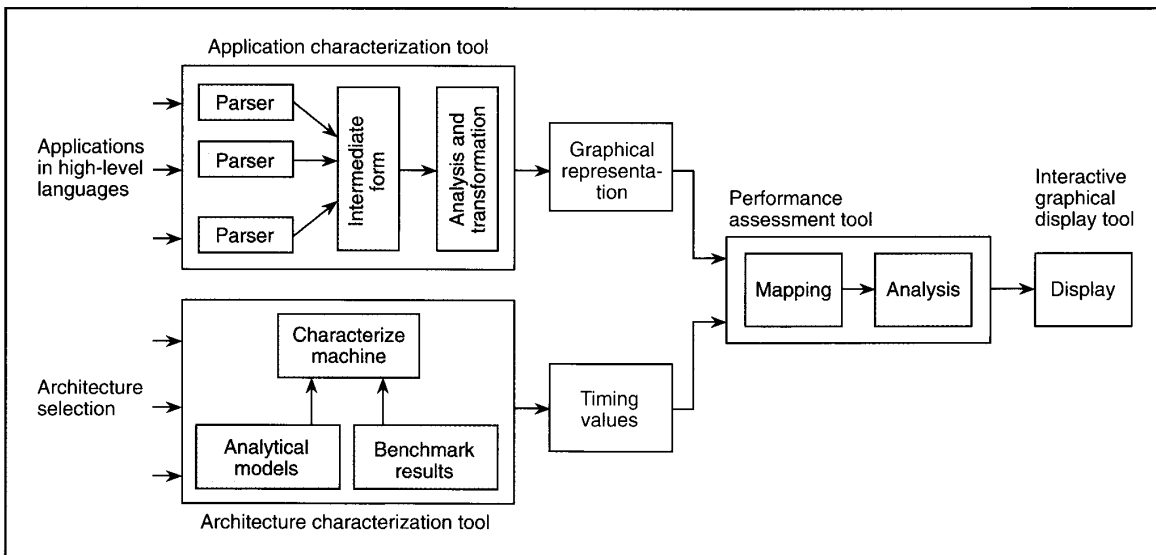 Application characterization tool
Applications
in high-level
languages
Parser
Parser
Parser
Intermediate
form
Analysis and
transformation
Graphical
representa-
tion
Performance
assessment tool
Mapping
Analysis
Interactive
graphical
display tool
Display
Architecture
selection
Characterize
machine
Analytical
models
Benchmark
results
Timing
values
Architecture characterization tool